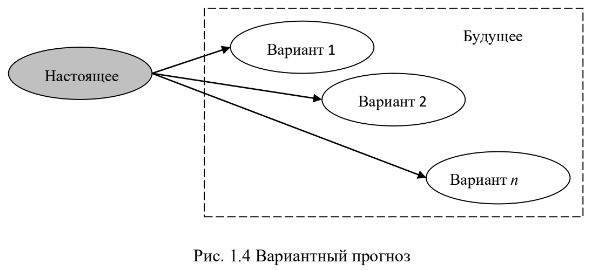 Будущее
Вариант 1
Настоящее
Вариант 2
Вариант n
Рис. 1.4 Вариантный прогноз